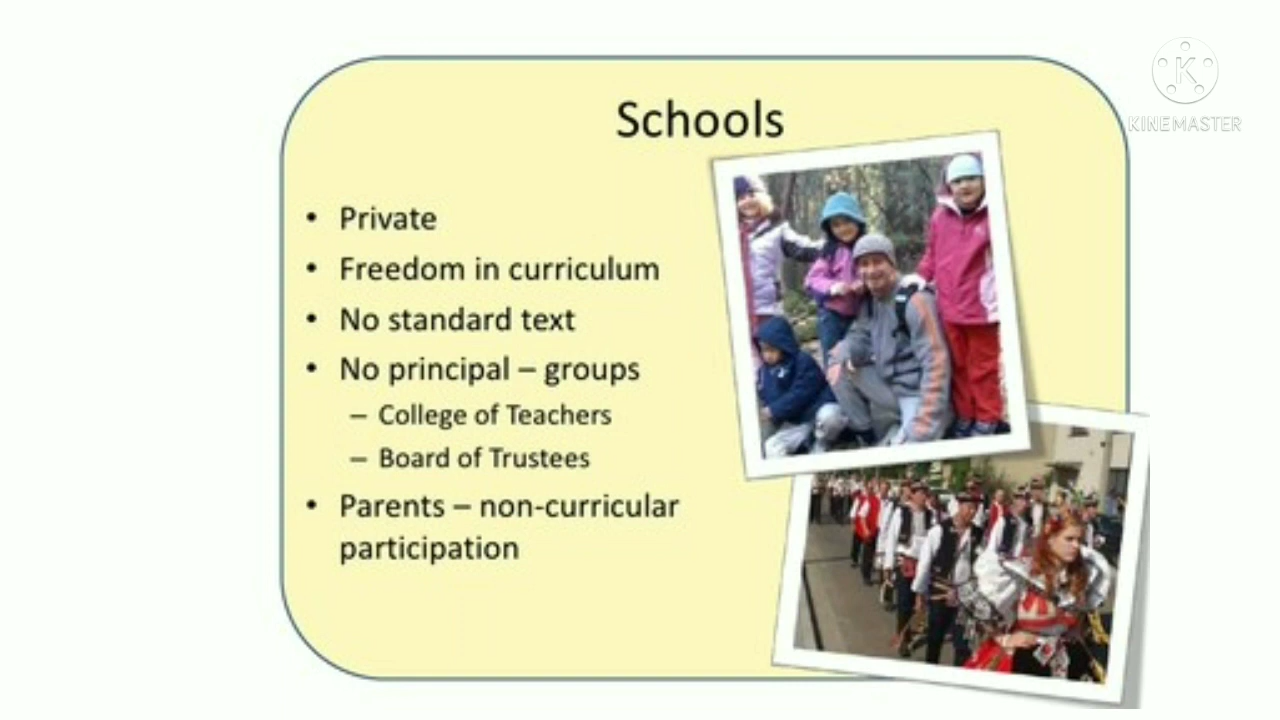 Schools
• Private
• Freedom in curriculum
• No standard text
• No principal – groups
– College of Teachers
– Board of Trustees
• Parents – non-curricular
participation
K
KINEMASTER